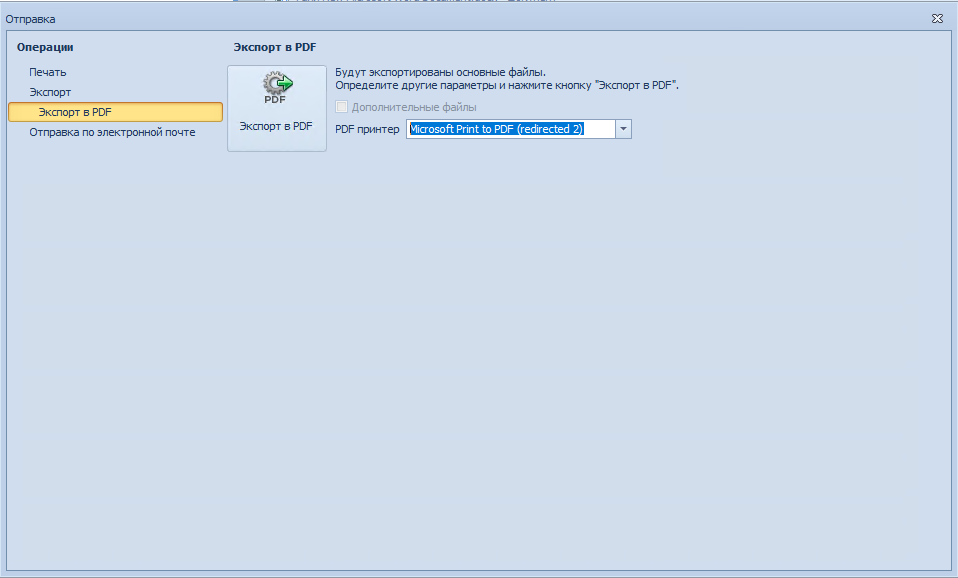 Отправка
Операции
Печать
Экспорт
Экспорт в PDF
Отправка по электронной почте
Экспорт в PDF
PDF
Экспорт в PDF
Будут экспортированы основные файлы.
Определите другие параметры и нажмите кнопку "Экспорт в PDF".
Дополнительные файлы
PDF принтер Microsoft Print to PDF (redirected 2)